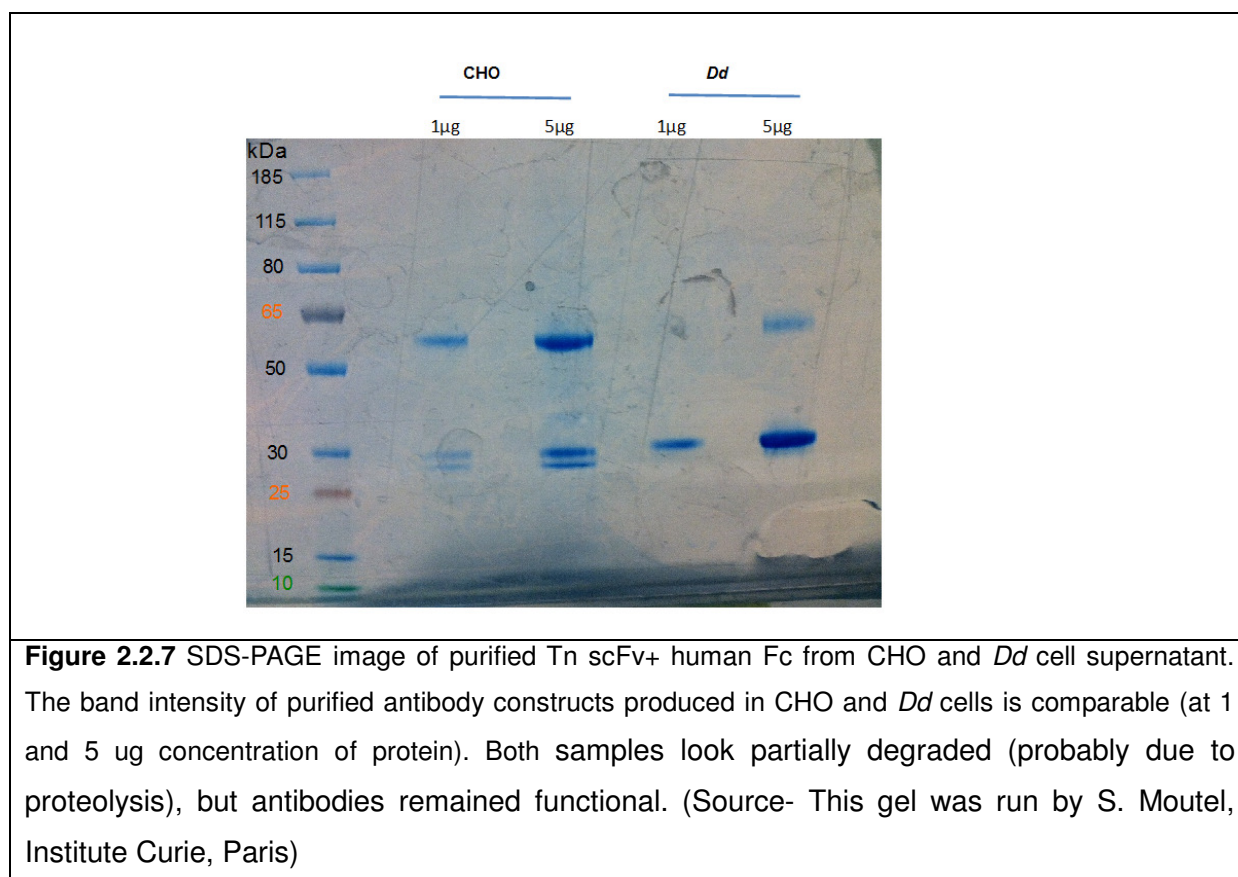 CHO Dd
1µg 5µg 1µg 5µg
kDa
185
115
80
65
50
30
25
15
10
Figure 2.2.7 SDS-PAGE image of purified Tn scFv+ human Fc from CHO and Dd cell supernatant.
The band intensity of purified antibody constructs produced in CHO and Dd cells is comparable (at 1
and 5 ug concentration of protein). Both samples look partially degraded (probably due to
proteolysis), but antibodies remained functional. (Source- This gel was run by S. Moutel,
Institute Curie, Paris)